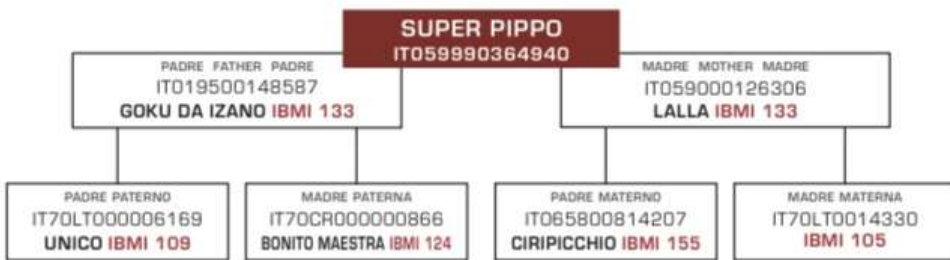 SUPER PIPPO
IT059990364940
PADRE FATHER PADRE
IT019500148587
GOKU DA IZANO IBMI 133
MADRE MOTHER MADRE
IT059000126306
LALLA IBMI 133
PADRE PATERNO
IT70LT000006169
UNICO IBMI 109
MADRE PATERNA
IT70CR000000866
BONITO MAESTRA IBMI 124
PADRE MATERNO
IT065800814207
CIRIPICCHIO IBMI 155
MADRE MATERNA
IT70LT0014330
IBMI 105